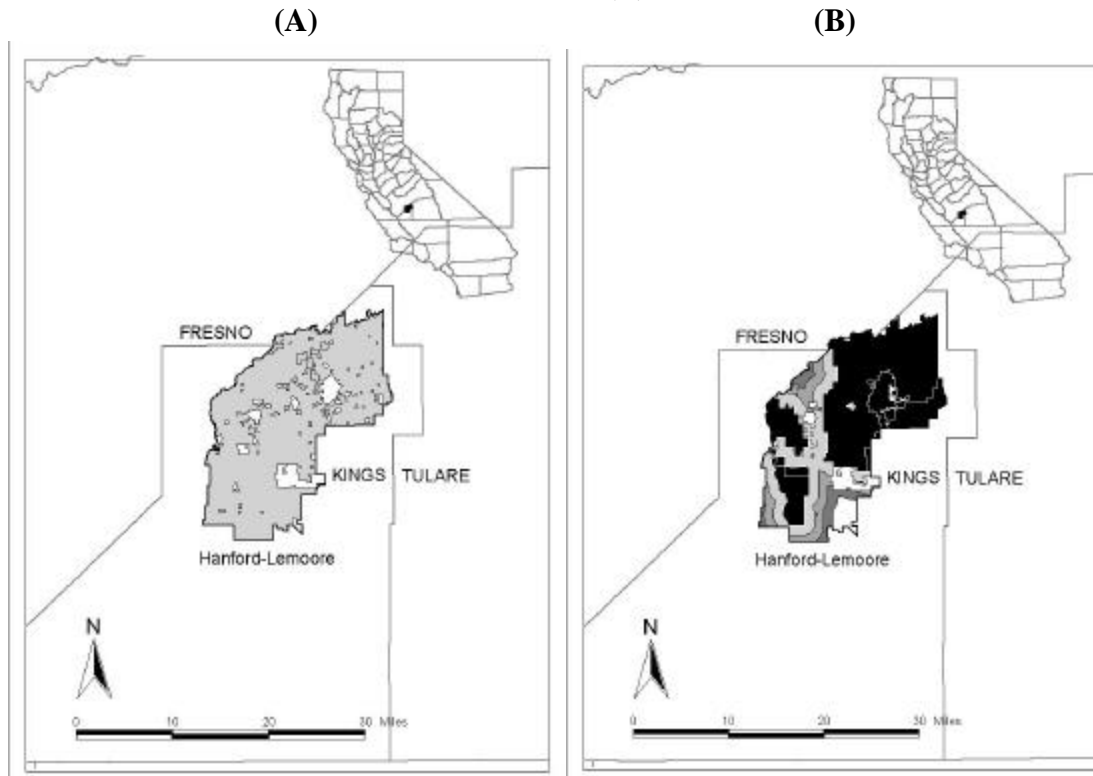 (A)
(B)
FRESNO
KINGS TULARE
Hanford-Lemoore
N
0 10 20 30 Miles
FRESNO
KINGS TULARE
Hanford-Lemoore
N
0 10 20 30 Miles